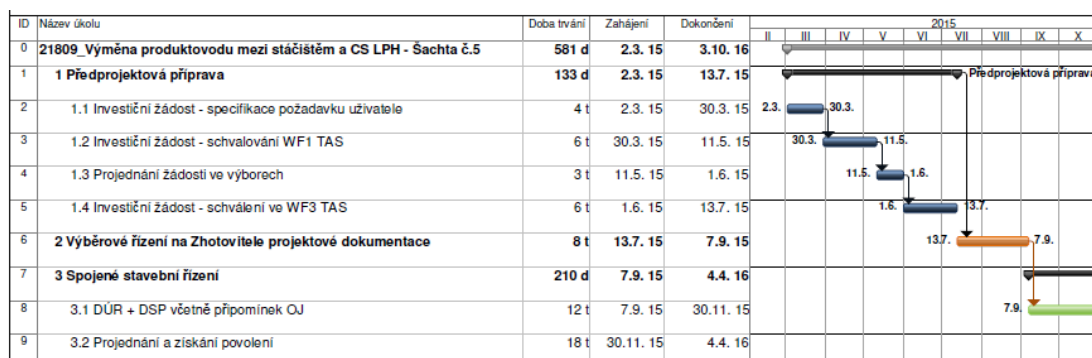 ID Název úkolu Doba trvání Zahájení Dokončení 2015
II III IV V VI VII VIII IX X
0 21809_Výměna produktovodu mezi stáčištěm a CS LPH - Šachta č.5 581 d 2.3. 15 3.10. 16
1 1 Předprojektová příprava 133 d 2.3. 15 13.7. 15 Předprojektová příprava
2 1.1 Investiční žádost - specifikace požadavku uživatele 4 t 2.3. 15 30.3. 15 2.3. 30.3.
3 1.2 Investiční žádost - schvalování WF1 TAS 6 t 30.3. 15 11.5. 15 30.3. 11.5.
4 1.3 Projednání žádosti ve výborech 3 t 11.5. 15 1.6. 15 11.5. 1.6.
5 1.4 Investiční žádost - schválení ve WF3 TAS 6 t 1.6. 15 13.7. 15 1.6. 13.7.
6 2 Výběrové řízení na Zhotovitele projektové dokumentace 8 t 13.7. 15 7.9. 15 13.7. 7.9.
7 3 Spojené stavební řízení 210 d 7.9. 15 4.4. 16
8 3.1 DÚR + DSP včetně připomínek OJ 12 t 7.9. 15 30.11. 15 7.9.
9 3.2 Projednání a získání povolení 18 t 30.11. 15 4.4. 16